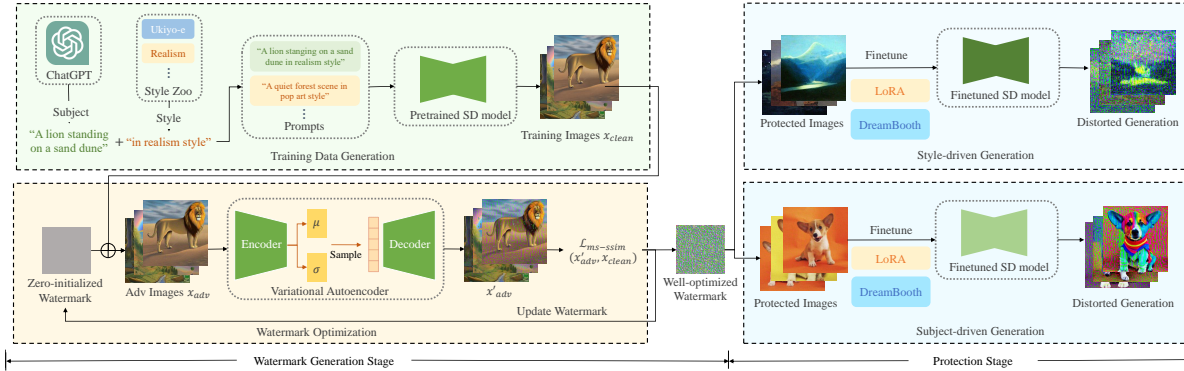 ChatGPT
Subject
"A lion standing
on a sand dune"
+
Ukiyo-e
Realism
Style Zoo
Style
"in realism style"
"A lion stanging on a sand
dune in realism style"
"A quiet forest scene in
pop art style"
Prompts
Pretrained SD model
Training Images x_clean
Training Data Generation
Zero-initialized
Watermark
Adv Images x_adv
Encoder
μ
σ
Sample
Decoder
Variational Autoencoder
x'_adv
ℒ_ms-ssim
(x'_adv, x_clean)
Update Watermark
Watermark Optimization
Well-optimized
Watermark
Protected Images
Finetune
LoRA
DreamBooth
Finetuned SD model
Distorted Generation
Style-driven Generation
Protected Images
Finetune
LoRA
DreamBooth
Finetuned SD model
Distorted Generation
Subject-driven Generation
Watermark Generation Stage
Protection Stage